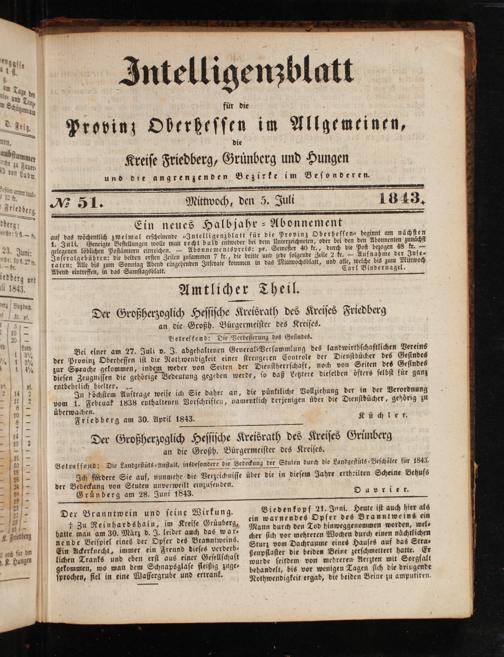 Intelligenzblatt
für die
Provinz Oberhessen im Allgemeinen,
die
Kreise Friedberg, Grünberg und Hungen
und die angrenzenden Bezirke im Besonderen.
№ 51. Mittwoch, den 5. Juli 1843.
Ein neues Halbjahr-Abonnement
auf das wöchentlich zweimal erscheinende »Intelligenzblatt für die Provinz Oberhessen« beginnt am nächsten
1. Juli. Geneigte Bestellungen wolle man recht bald entweder bei dem Unterzeichneten, oder bei den den Abonnenten zunächst
gelegenen löblichen Postämtern machen. — Abonnementspreis: pr. Semester 40 kr., durch die Post bezogen 48 kr. —
Insoratgebühren: die beiden ersten Zeilen zusammen 7 kr., die dritte und jede folgende Zeile 2 kr. — Aufnahme der Inse-
raten: Alle bis zum Sonntag Abend eingehenden Inserate kommen in das Mittwochsblatt, und alle, welche bis zum Mittwoch
Abend eintreffen, in das Samstagsblatt. Carl Bindernagel.
Amtlicher Theil.
Der Großherzoglich Hessische Kreisrath des Kreises Friedberg
an die Großh. Bürgermeister des Kreises.
Betreffend: Die Verbesserung des Gesindes.
Bei einer am 27. Juli v. J. abgehaltenen General-Versammlung des landwirthschaftlichen Vereins
der Provinz Oberhessen ist die Nothwendigkeit einer strengeren Controle der Dienstbücher des Gesindes
zur Sprache gekommen, indem weder von Seiten der Dienstherrschaft, noch von Seiten des Gesindes
diesen Zeugnissen die gehörige Bedeutung gegeben werde, so daß Letztere dieselben öfters selbst für ganz
entbehrlich hielten.
In höchstem Auftrage weise ich Sie daher an, die pünktliche Vollziehung der in der Verordnung
vom 1. Februar 1838 enthaltenen Vorschriften, namentlich derjenigen über die Dienstbücher, gehörig zu
überwachen.
Friedberg am 30. April 1843. Küchler.
Der Großherzoglich Hessische Kreisrath des Kreises Grünberg
an die Großh. Bürgermeister des Kreises.
Betreffend: Die Landgestüts-Anstalt, insbesondere die Bedeckung der Stuten durch die Landgestüts-Beschäler für 1843.
Ich fordere Sie auf, nunmehr die Verzeichnisse über die in diesem Jahre ertheilten Scheine Behufs
der Bedeckung von Stuten unverweilt einzusenden.
Grünberg am 28. Juni 1843. Ouvrier.
Der Branntwein und seine Wirkung.
† Zu Reinhardshain, im Kreise Grünberg,
hatte man am 30. März d. J. leider auch das war-
nende Beispiel eines der Opfer des Branntweins.
Ein Ackerknecht, immer ein Freund dieses verderb-
lichen Tranks und eben erst aus einer Gesellschaft
gekommen, wo man dem Schnapsglase fleißig zuge-
sprochen, fiel in eine Wassergrube und ertrank.
Biedenkopf 21. Juni. Heute ist auch hier als
ein warnendes Opfer des Branntweins ein
Mann durch den Tod hinweggenommen worden, wel-
cher sich vor mehreren Wochen durch einen nächtlichen
Sturz vom Dachraume eines Hauses auf das Stra-
ßenpflaster die beiden Beine zerschmettert hatte. Er
wurde seitdem von mehreren Aerzten mit Sorgfalt
behandelt, bis vor wenigen Tagen sich die dringende
Nothwendigkeit ergab, die beiden Beine zu amputiren.